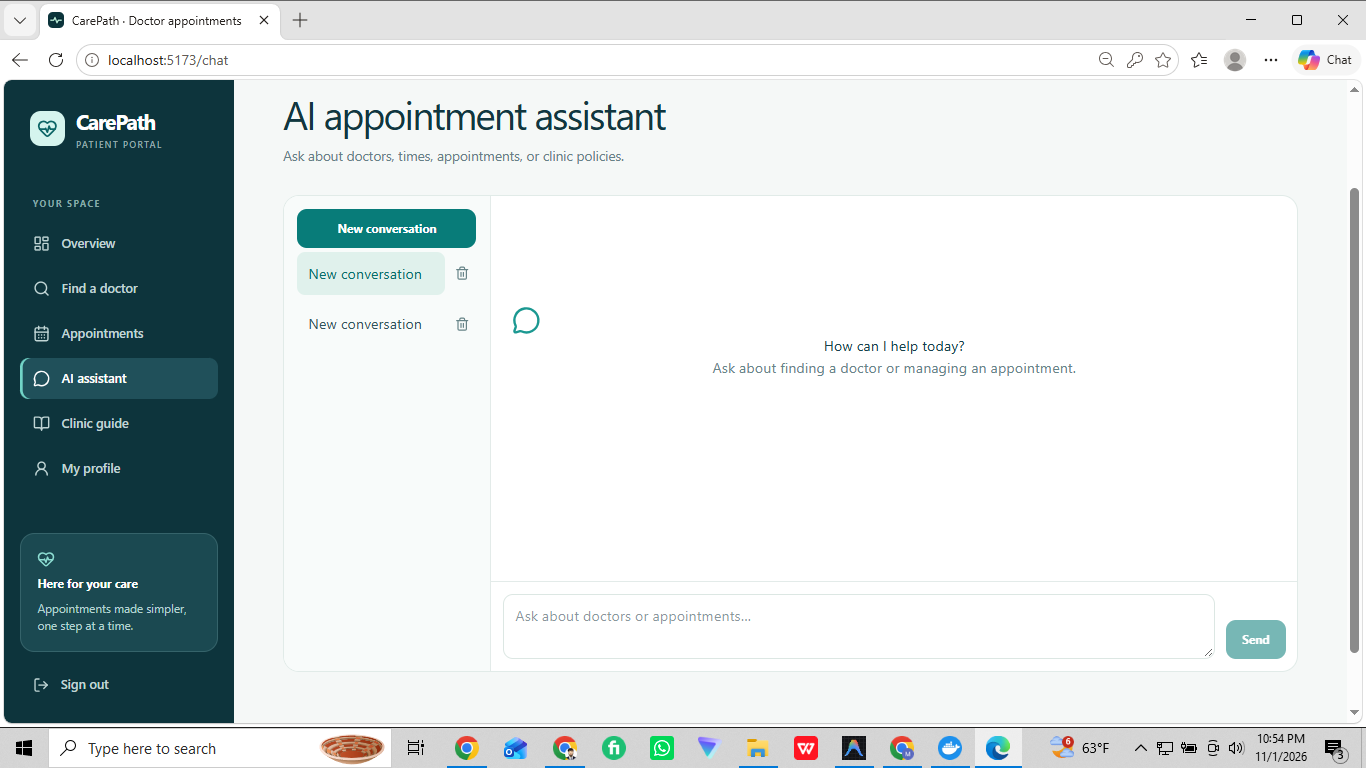 CarePath · Doctor appointments
localhost:5173/chat
Chat
CarePath
PATIENT PORTAL
YOUR SPACE
Overview
Find a doctor
Appointments
AI assistant
Clinic guide
My profile
Here for your care
Appointments made simpler,
one step at a time.
Sign out
AI appointment assistant
Ask about doctors, times, appointments, or clinic policies.
New conversation
New conversation
New conversation
How can I help today?
Ask about finding a doctor or managing an appointment.
Ask about doctors or appointments...
Send
Type here to search
6
63°F
10:54 PM
11/1/2026
3